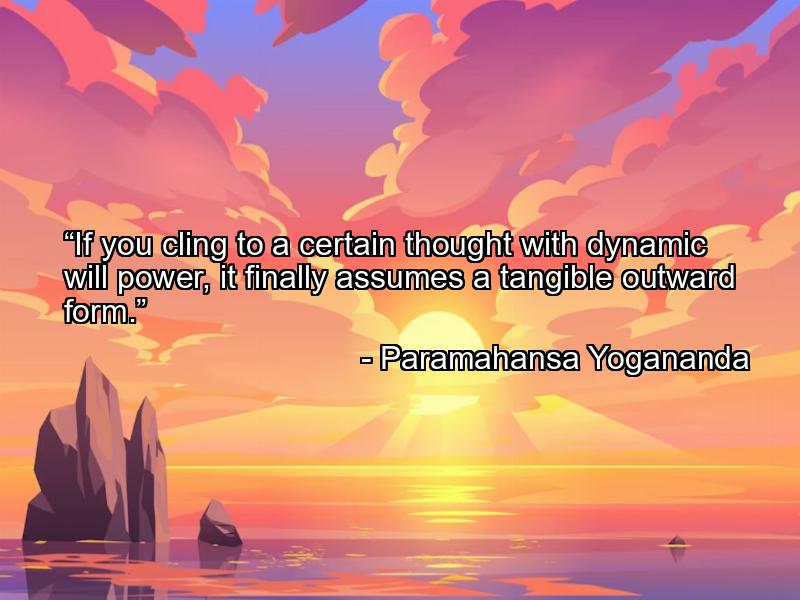 “If you cling to a certain thought with dynamic
will power, it finally assumes a tangible outward
form.”
- Paramahansa Yogananda